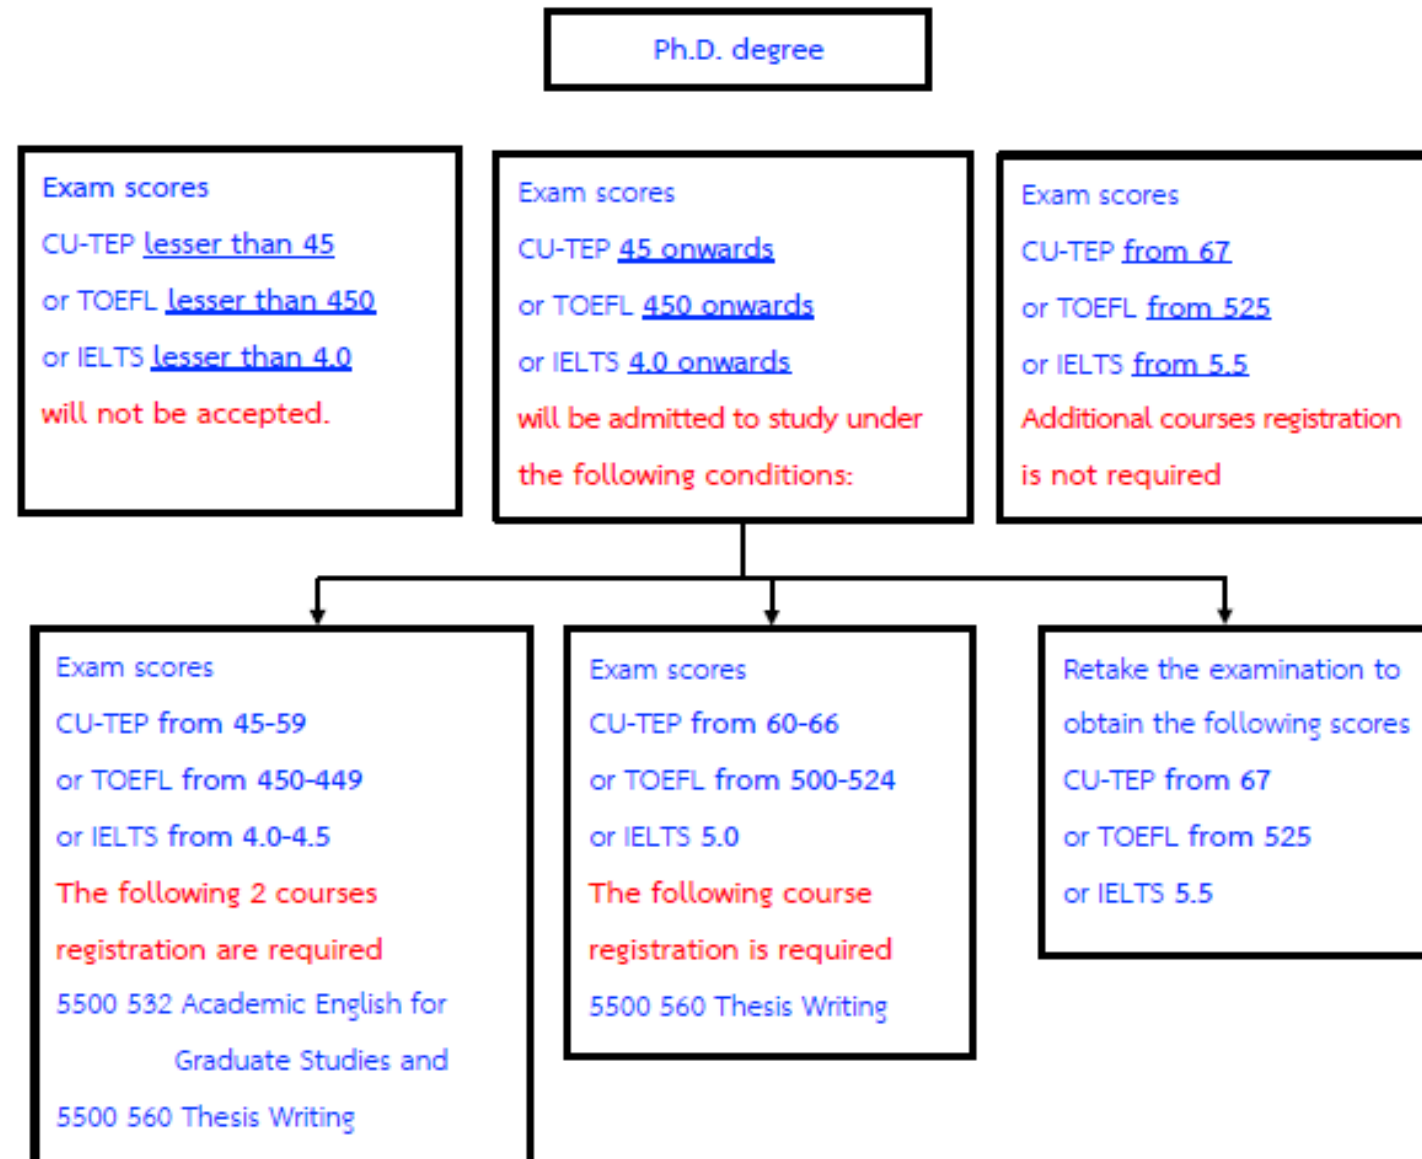 Ph.D. degree
Exam scores
CU-TEP lesser than 45
or TOEFL lesser than 450
or IELTS lesser than 4.0
will not be accepted.
Exam scores
CU-TEP 45 onwards
or TOEFL 450 onwards
or IELTS 4.0 onwards
will be admitted to study under
the following conditions:
Exam scores
CU-TEP from 67
or TOEFL from 525
or IELTS from 5.5
Additional courses registration
is not required
Exam scores
CU-TEP from 45-59
or TOEFL from 450-449
or IELTS from 4.0-4.5
The following 2 courses
registration are required
5500 532 Academic English for
Graduate Studies and
5500 560 Thesis Writing
Exam scores
CU-TEP from 60-66
or TOEFL from 500-524
or IELTS 5.0
The following course
registration is required
5500 560 Thesis Writing
Retake the examination to
obtain the following scores
CU-TEP from 67
or TOEFL from 525
or IELTS 5.5